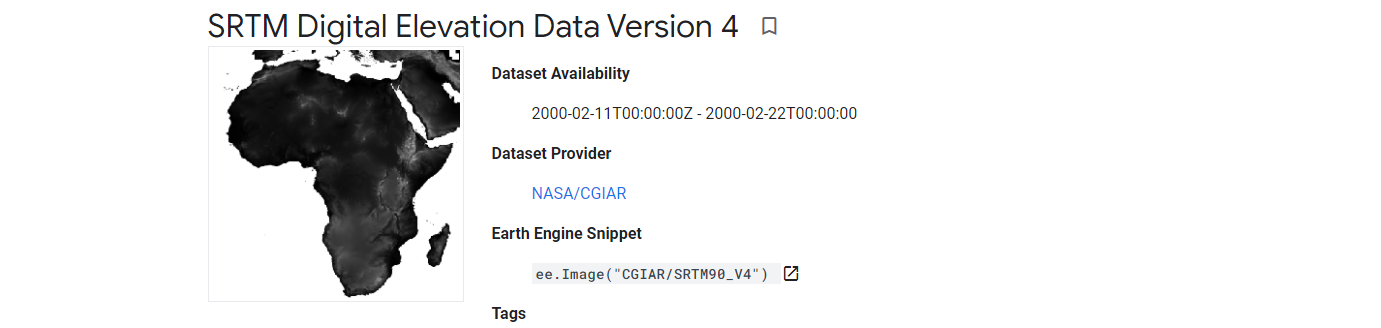 SRTM Digital Elevation Data Version 4
Dataset Availability
2000-02-11T00:00:00Z - 2000-02-22T00:00:00
Dataset Provider
NASA/CGIAR
Earth Engine Snippet
ee.Image("CGIAR/SRTM90_V4")
Tags